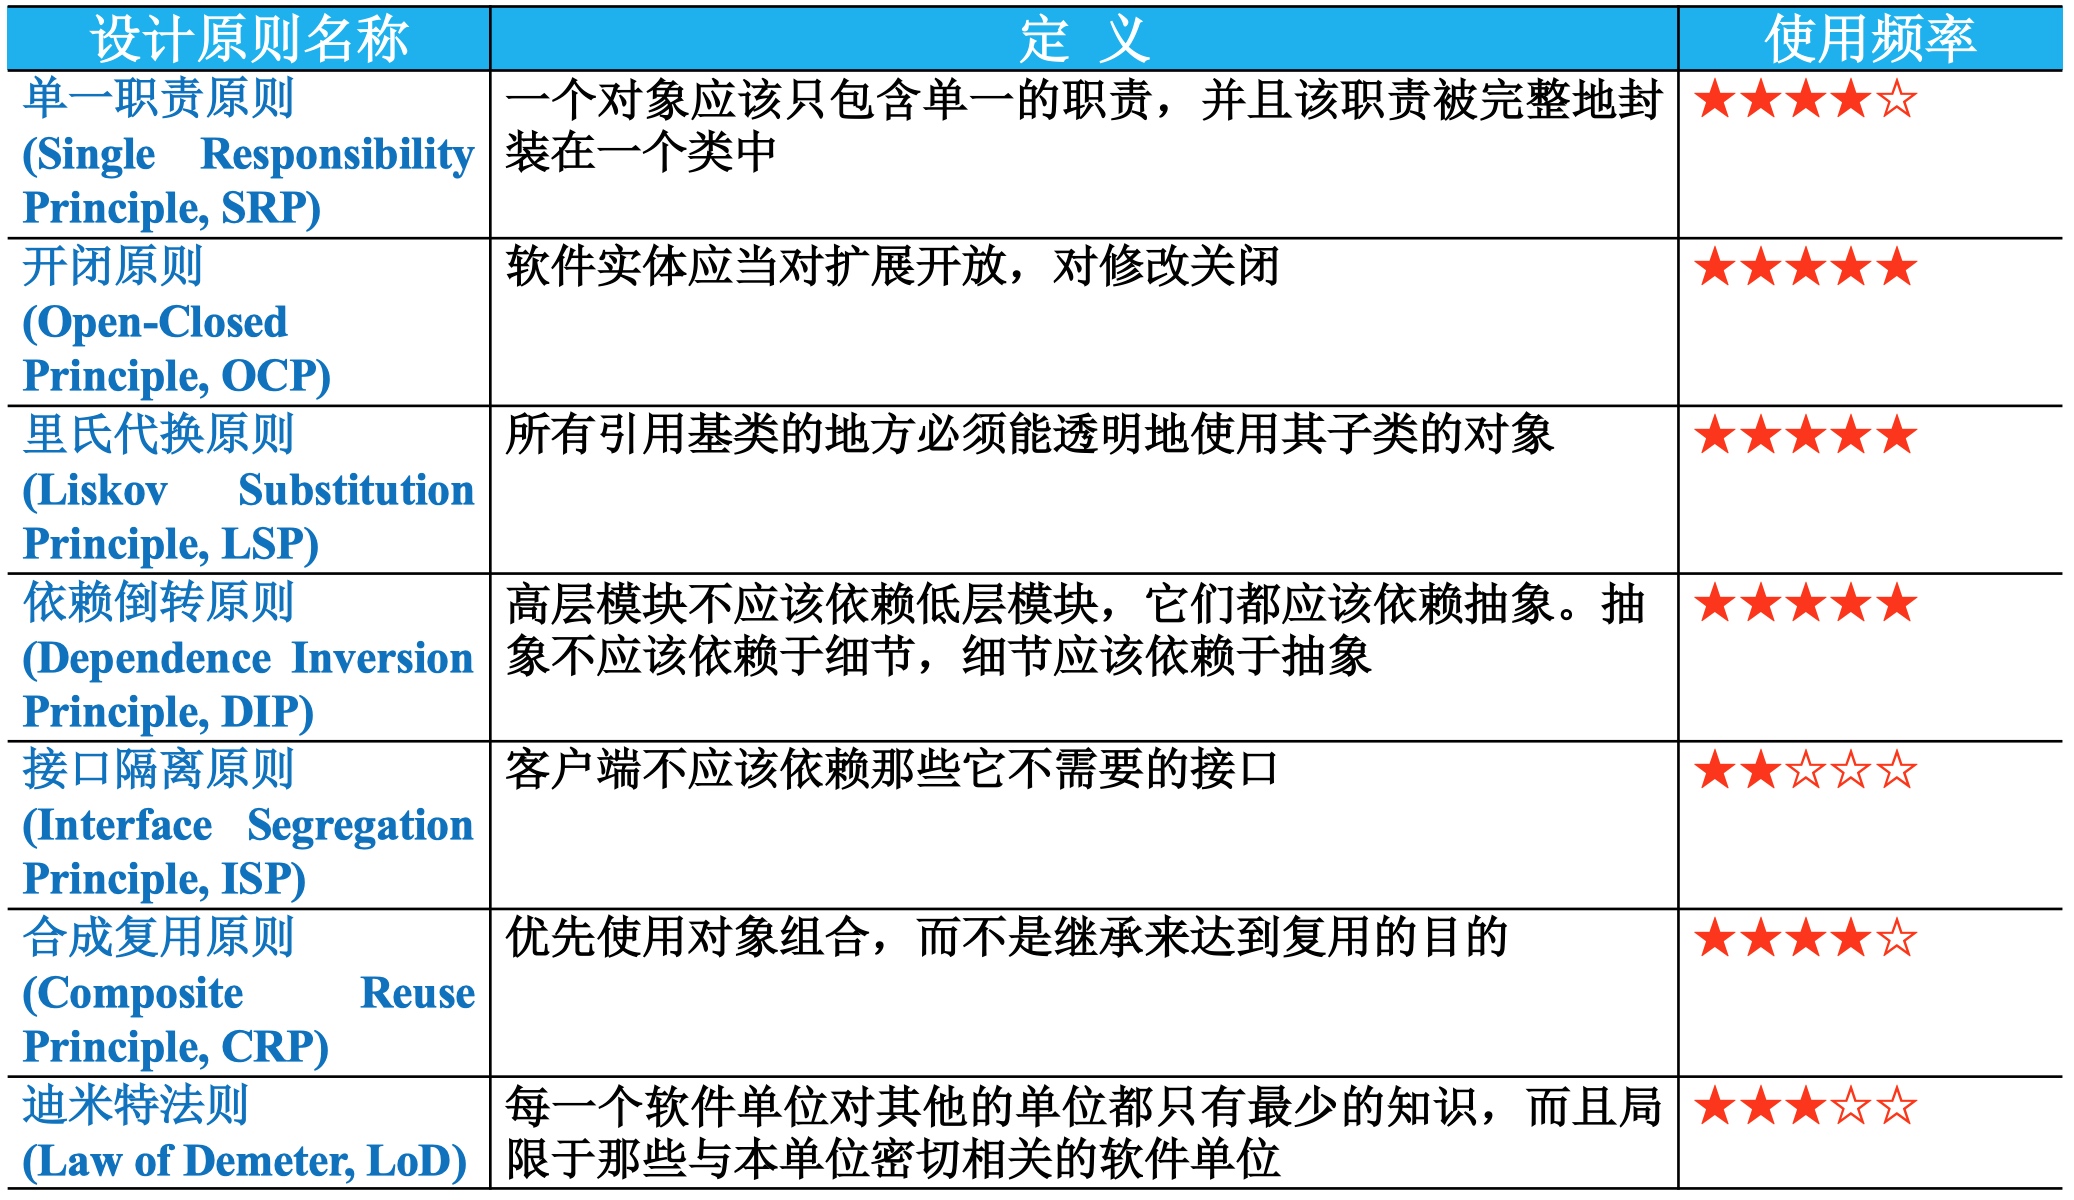 设计原则名称 定 义 使用频率
单一职责原则
(Single Responsibility
Principle, SRP)
一个对象应该只包含单一的职责，并且该职责被完整地封
装在一个类中
★★★★☆
开闭原则
(Open-Closed
Principle, OCP)
软件实体应当对扩展开放，对修改关闭
★★★★★
里氏代换原则
(Liskov Substitution
Principle, LSP)
所有引用基类的地方必须能透明地使用其子类的对象
★★★★★
依赖倒转原则
(Dependence Inversion
Principle, DIP)
高层模块不应该依赖低层模块，它们都应该依赖抽象。抽
象不应该依赖于细节，细节应该依赖于抽象
★★★★★
接口隔离原则
(Interface Segregation
Principle, ISP)
客户端不应该依赖那些它不需要的接口
★★☆☆☆
合成复用原则
(Composite Reuse
Principle, CRP)
优先使用对象组合，而不是继承来达到复用的目的
★★★★☆
迪米特法则
(Law of Demeter, LoD)
每一个软件单位对其他的单位都只有最少的知识，而且局
限于那些与本单位密切相关的软件单位
★★★☆☆